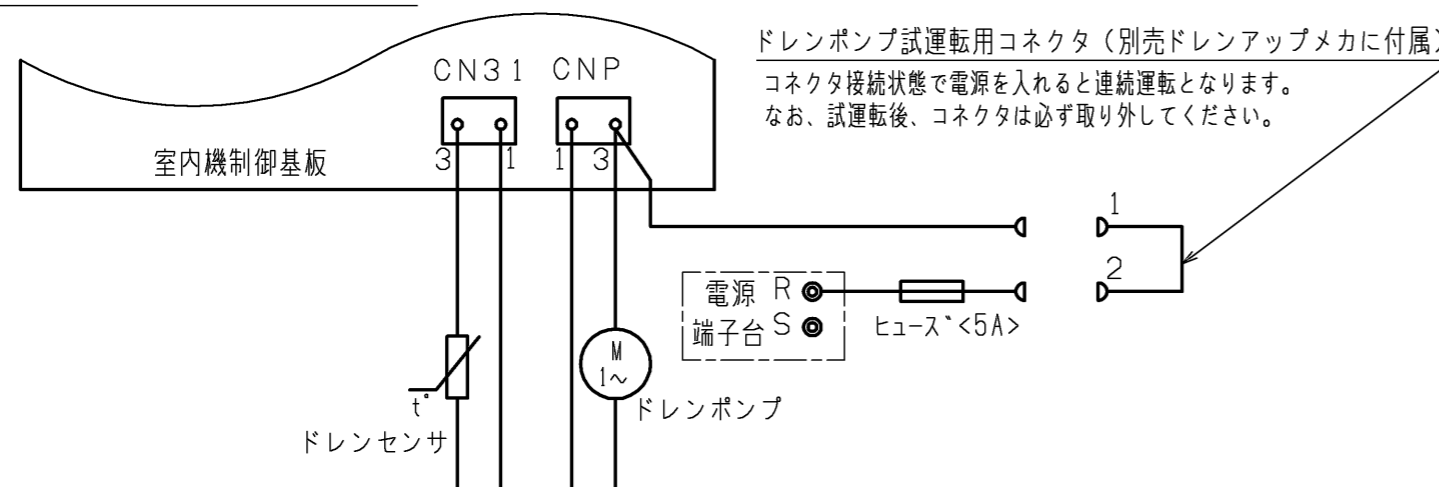 ドレンポンプ試運転用コネクタ（別売ドレンアップメカに付属）
コネクタ接続状態で電源を入れると連続運転となります。
なお、試運転後、コネクタは必ず取り外してください。
CN31 CNP
3 1 1 3
室内機制御基板
1
2
電源 R
端子台 S
ヒューズ<5A>
M
1~
t°
ドレンポンプ
ドレンセンサ